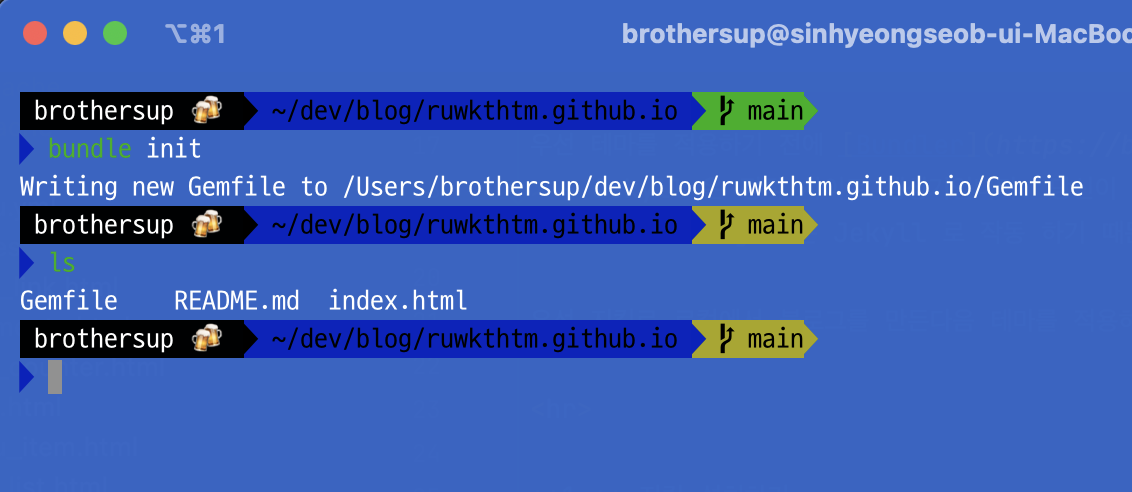 ⌥⌘1 brothersup@sinhyeongseob-ui-MacBoo
brothersup 🍻 ~/dev/blog/ruwkthtm.github.io main
bundle init
Writing new Gemfile to /Users/brothersup/dev/blog/ruwkthtm.github.io/Gemfile
brothersup 🍻 ~/dev/blog/ruwkthtm.github.io main
ls
Gemfile README.md index.html
brothersup 🍻 ~/dev/blog/ruwkthtm.github.io main